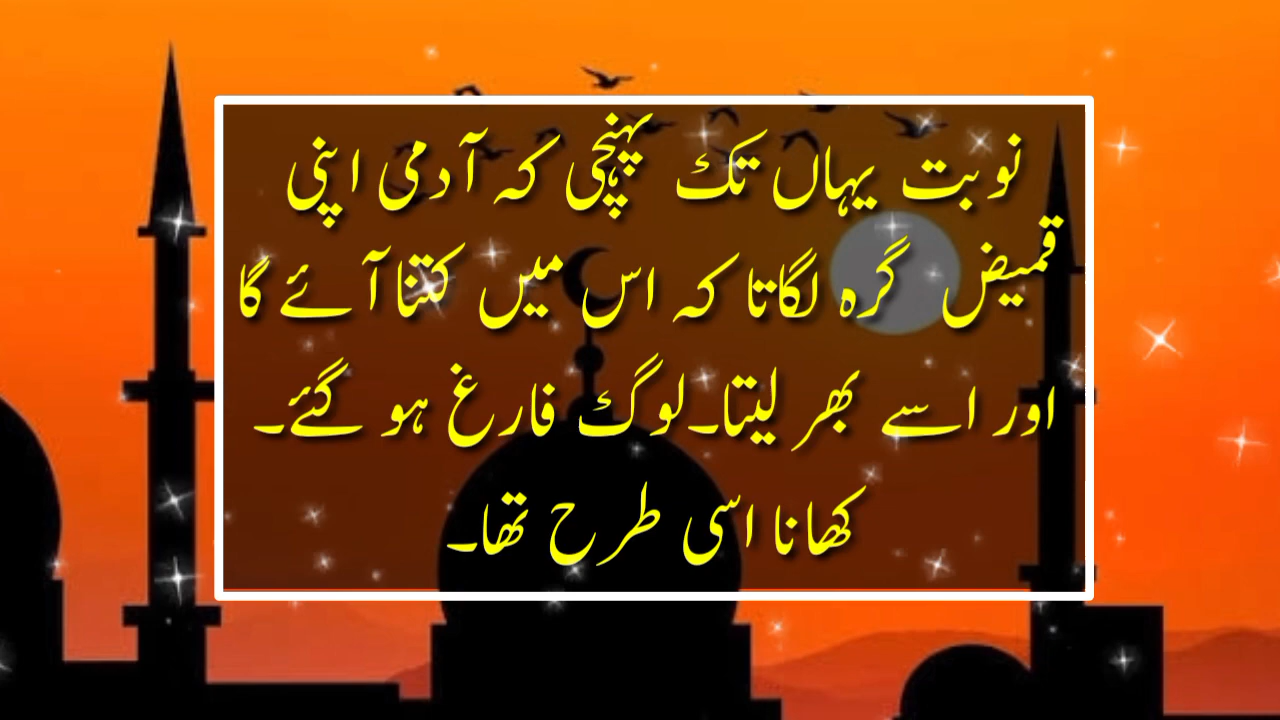 نوبت یہاں تک پہنچی کہ آدمی اپنی
قمیض گرہ لگاتا کہ اس میں کتنا آئے گا
اور اسے بھر لیتا۔لوگ فارغ ہو گئے۔
کھانا اسی طرح تھا۔